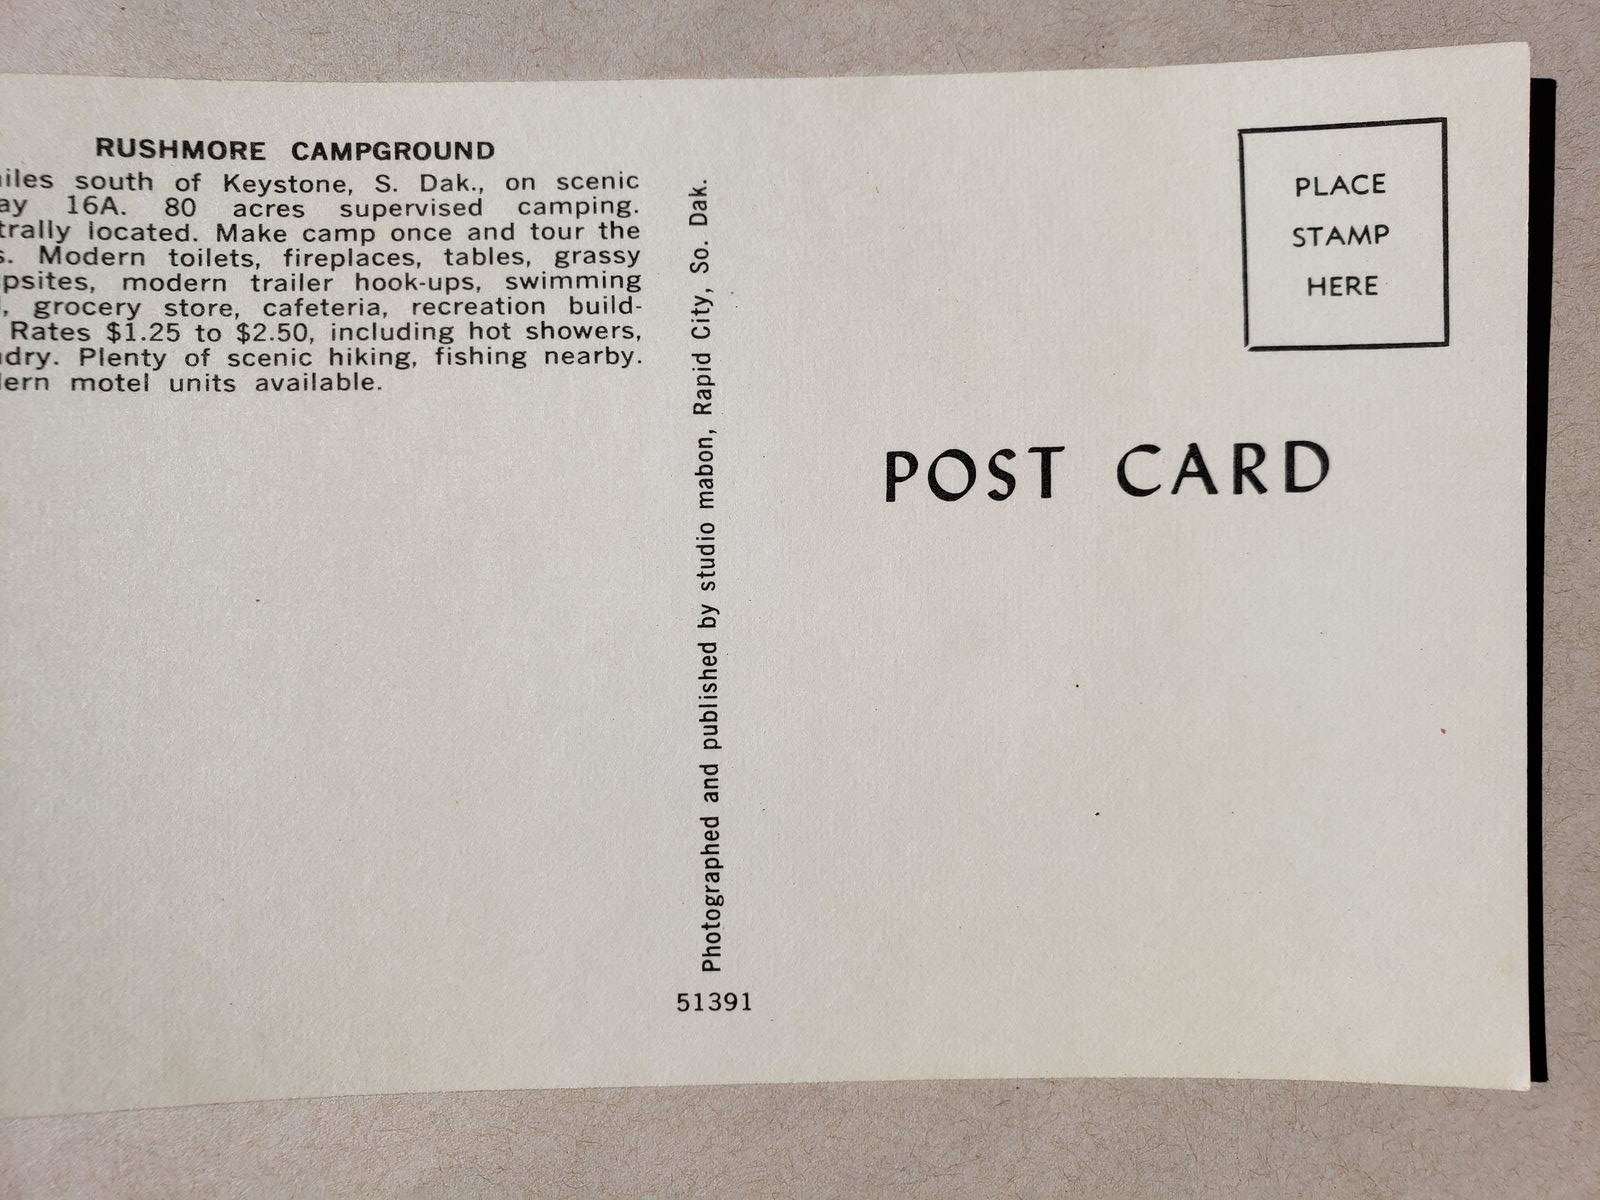 RUSHMORE CAMPGROUND
iles south of Keystone, S. Dak., on scenic
ay 16A. 80 acres supervised camping.
trally located. Make camp once and tour the
s. Modern toilets, fireplaces, tables, grassy
psites, modern trailer hook-ups, swimming
, grocery store, cafeteria, recreation build-
Rates $1.25 to $2.50, including hot showers,
dry. Plenty of scenic hiking, fishing nearby.
ern motel units available.
Photographed and published by studio mabon, Rapid City, So. Dak.
51391
PLACE
STAMP
HERE
POST CARD